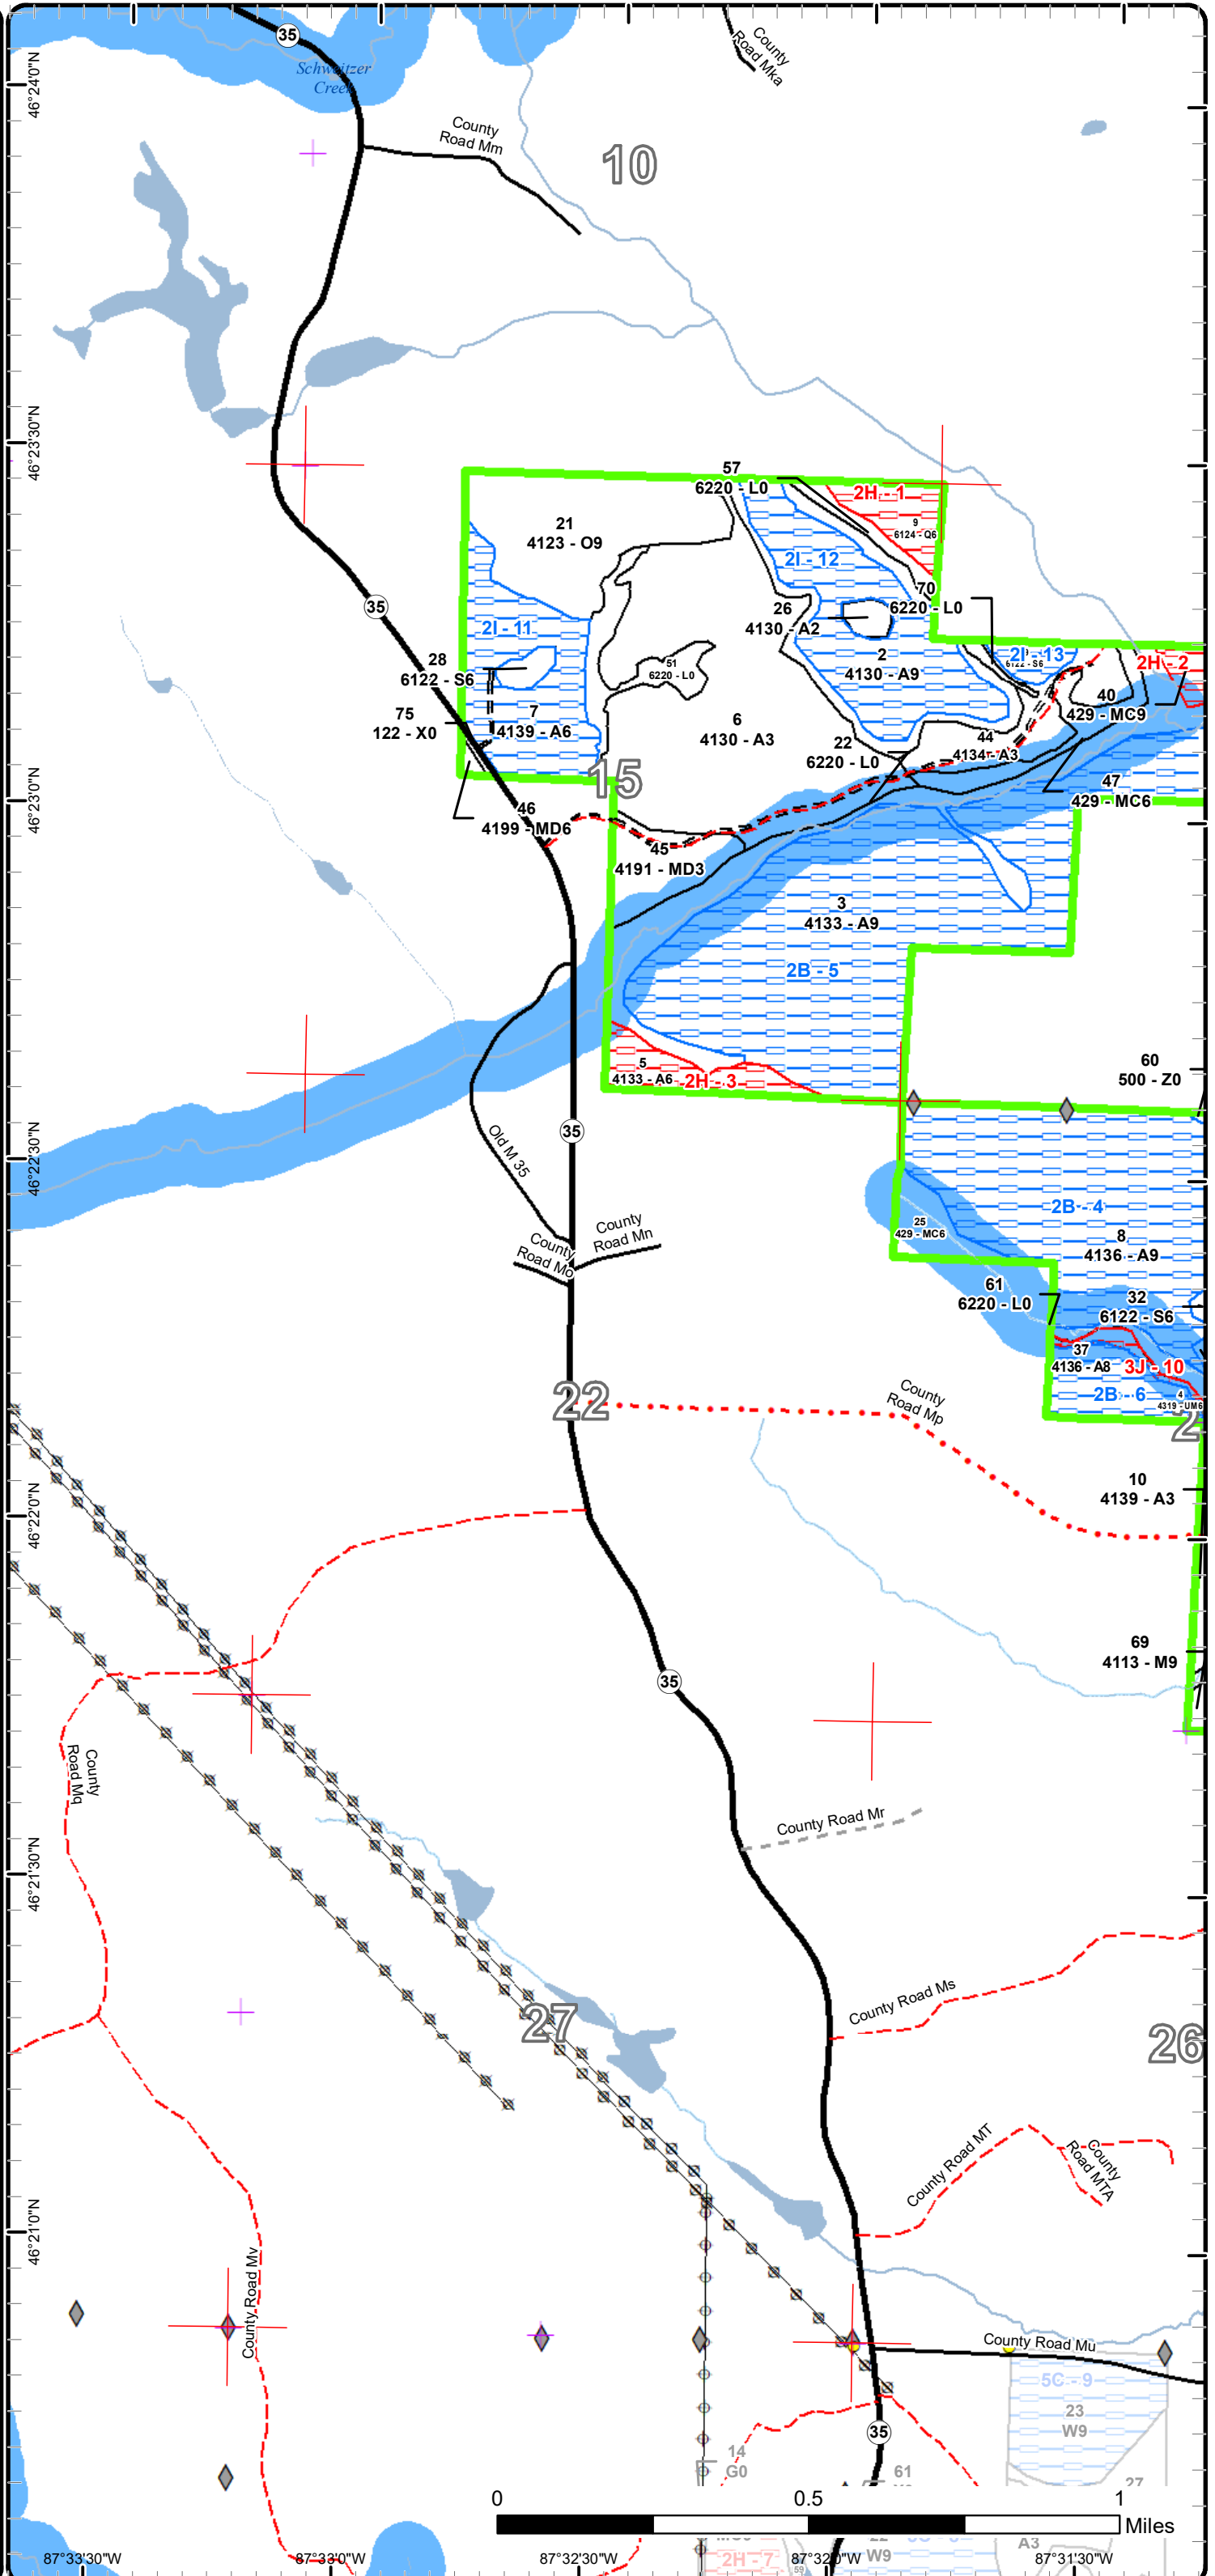 35
Schweitzer
Creek
County
Road Mka
46°24'0"N
County
Road Mm
10
46°23'30"N
57
6220 - L0
2H - 1
9
6124 - Q6
21
4123 - O9
2I - 12
35
26
4130 - A2
70
6220 - L0
2I - 11
2I - 13
6122 - S6
2H - 2
28
6122 - S6
51
6220 - L0
2
4130 - A9
40
429 - MC9
75
122 - X0
7
4139 - A6
6
4130 - A3
22
6220 - L0
44
4134 - A3
15
46°23'0"N
47
429 - MC6
46
4199 - MD6
45
4191 - MD3
3
4133 - A9
2B - 5
5
4133 - A6
2H - 3
60
500 - Z0
35
Old M 35
46°22'30"N
2B - 4
25
429 - MC6
8
4136 - A9
County
Road Mn
County
Road Mo
61
6220 - L0
32
6122 - S6
37
4136 - A8
3J - 10
2B - 6
4
4319 - UM6
22
2
County
Road Mp
10
4139 - A3
46°22'0"N
69
4113 - M9
35
County
Road Mq
County Road Mr
46°21'30"N
County Road Ms
27
26
County Road MT
County
Road MTA
46°21'0"N
County Road Mv
County Road Mu
5C - 9
23
W9
35
14
G0
61
27
0
0.5
1
Miles
22
W9
A3
2H - 7
59
87°33'30"W
87°33'0"W
87°32'30"W
87°32'0"W
87°31'30"W